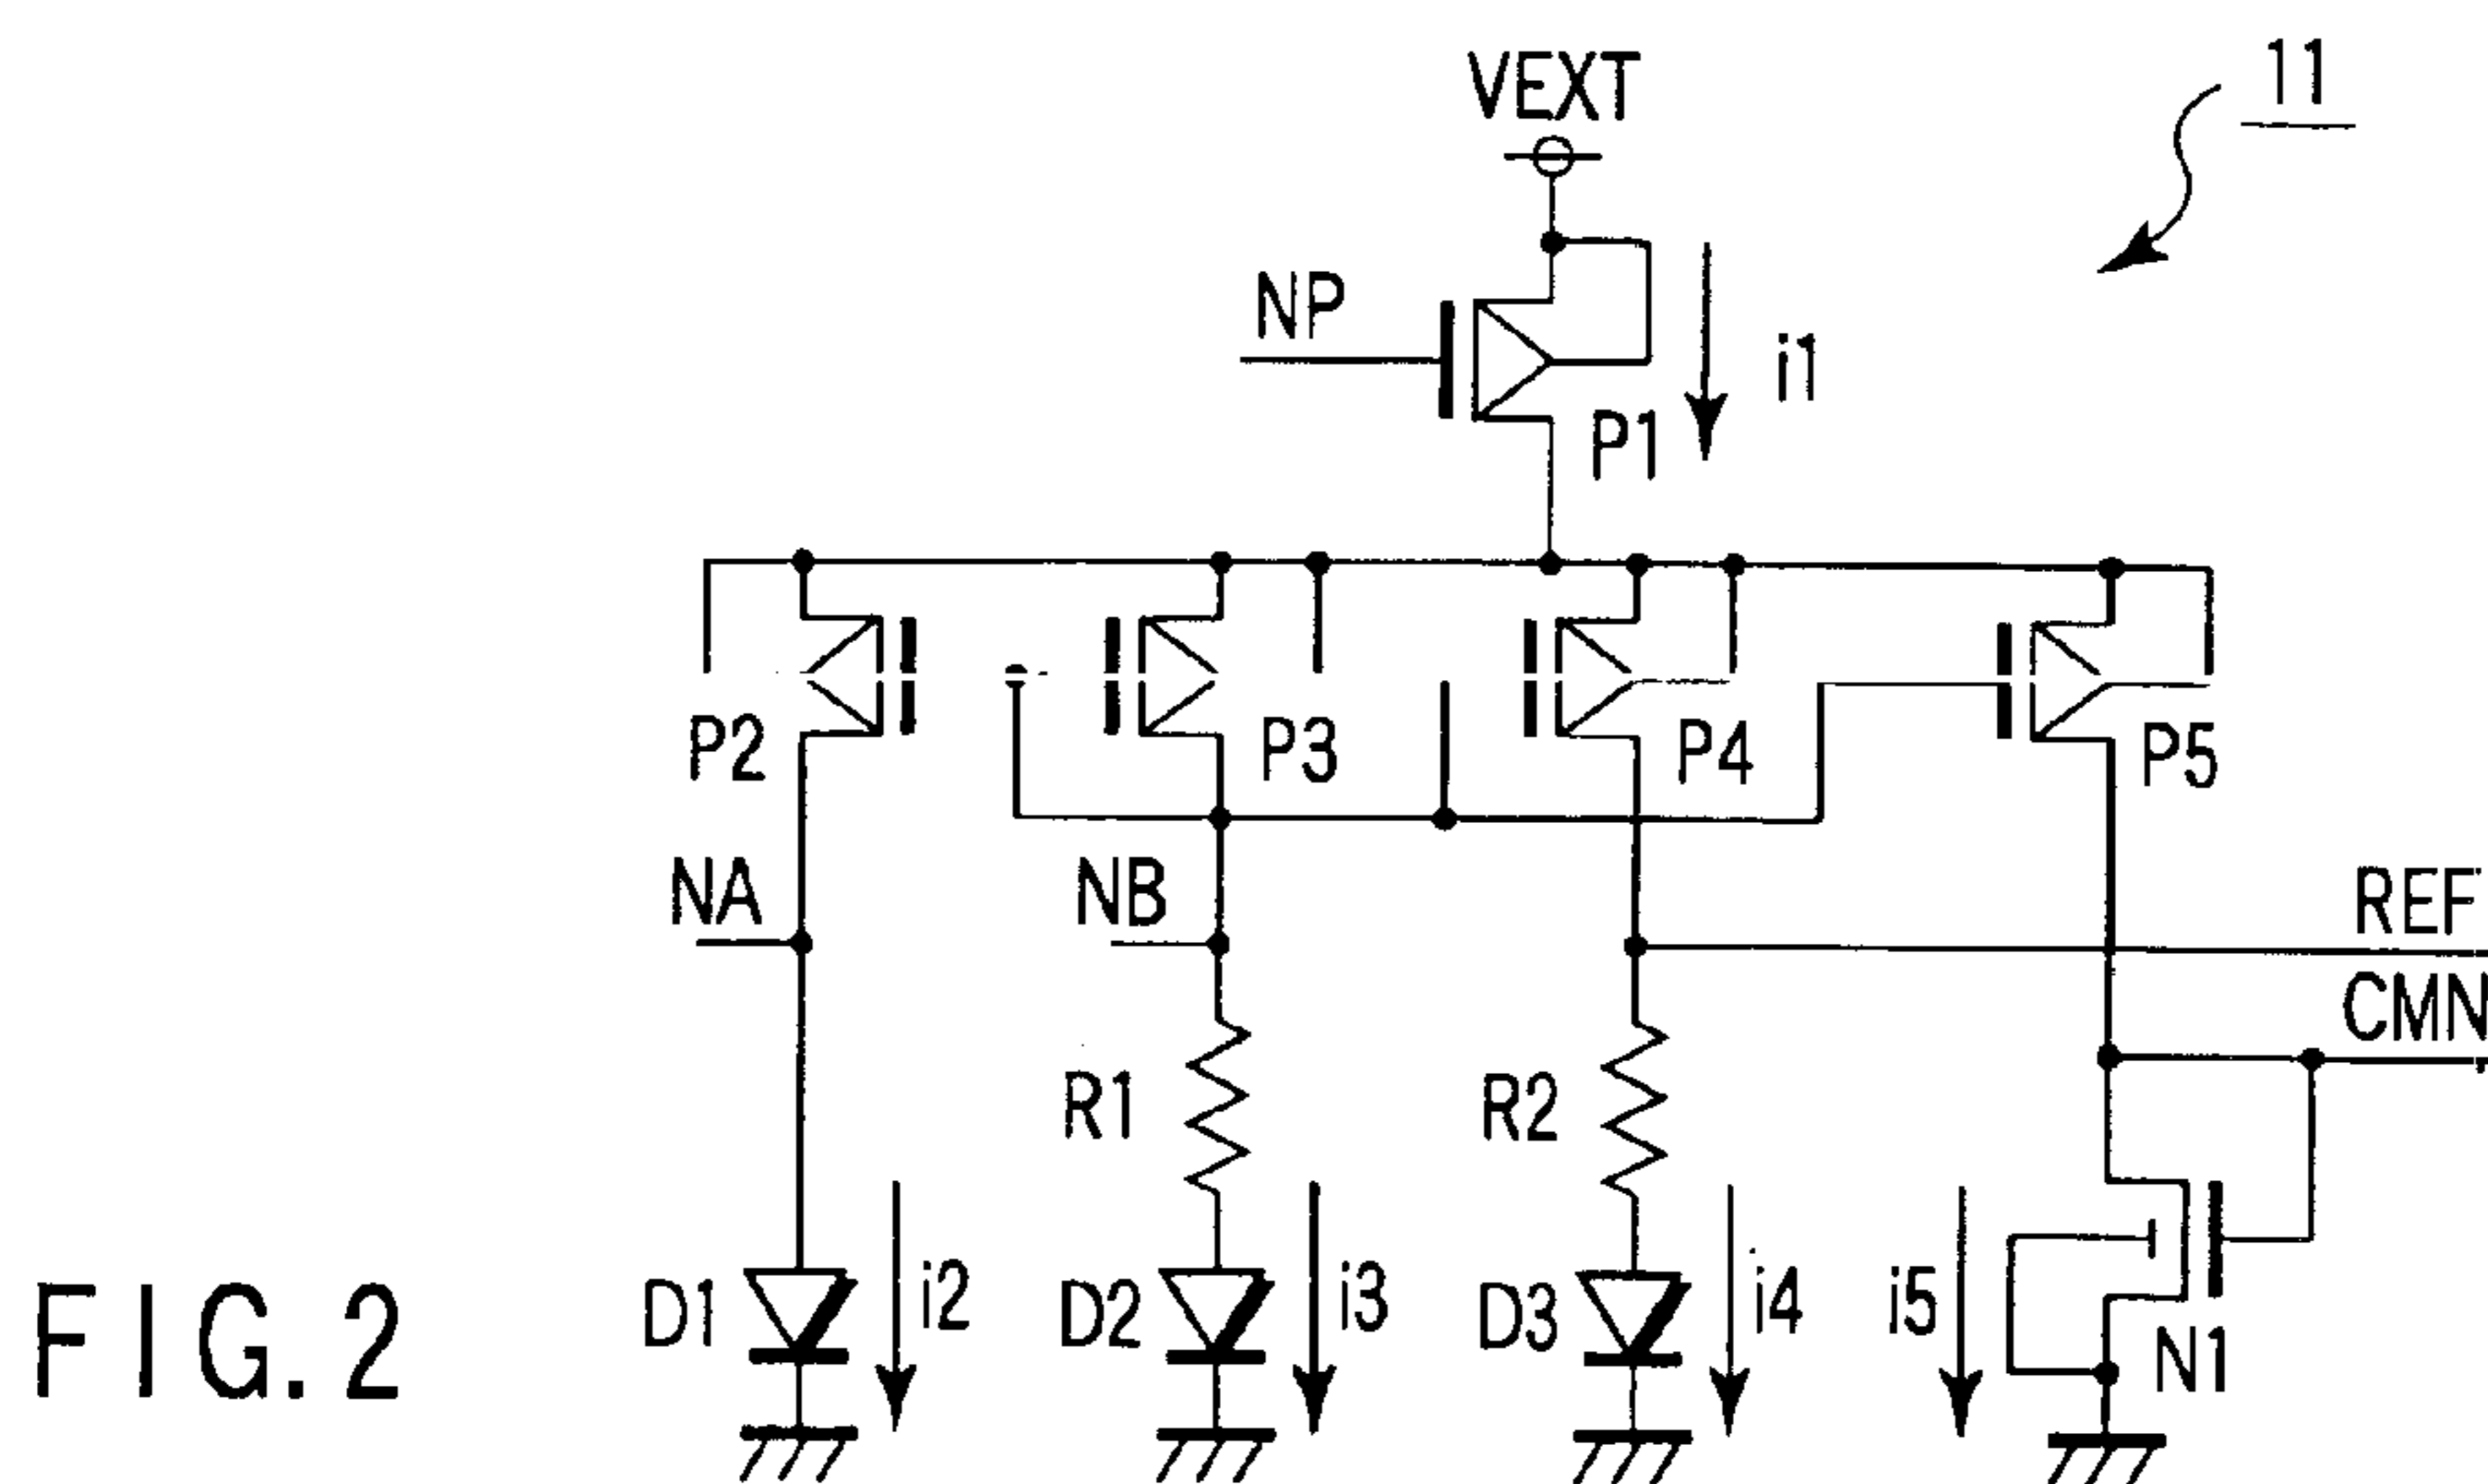 VEXT
11
NP
i1
P1
P2
P3
P4
P5
NA
NB
REF
CMN
R1
R2
D1
i2
D2
i3
D3
i4
i5
N1
FIG. 2